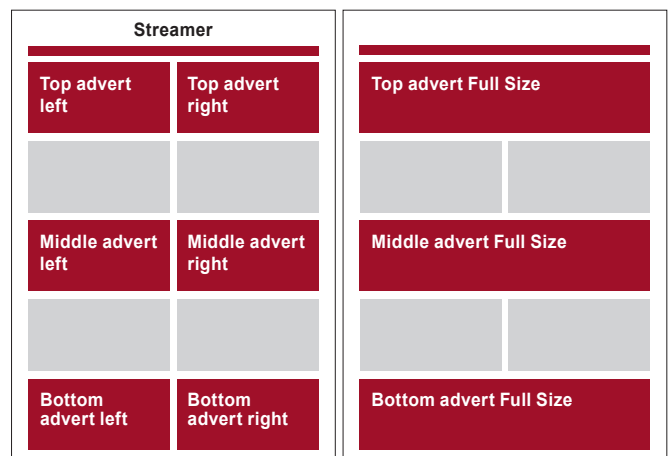 Streamer
Top advert
left
Top advert
right
Middle advert
left
Middle advert
right
Bottom
advert left
Bottom
advert right
Top advert Full Size
Middle advert Full Size
Bottom advert Full Size